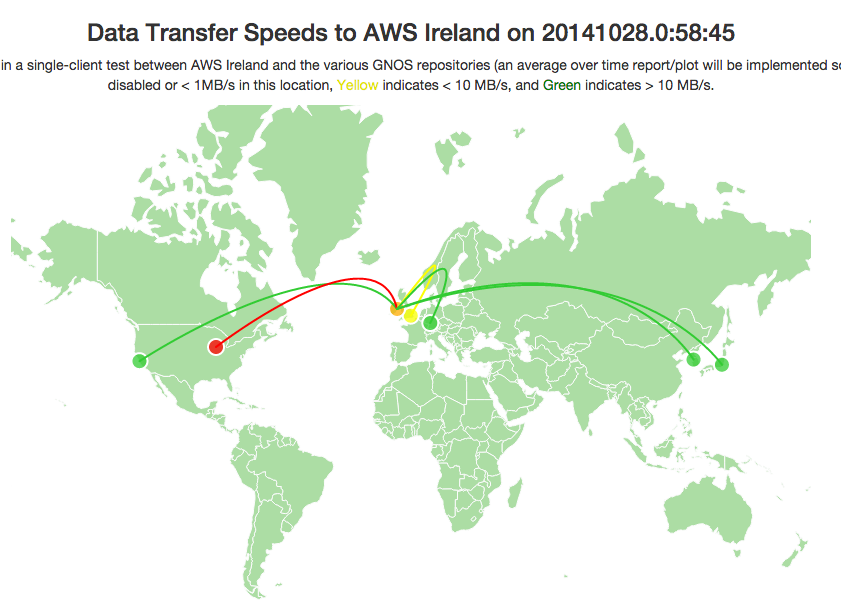 Data Transfer Speeds to AWS Ireland on 20141028.0:58:45
in a single-client test between AWS Ireland and the various GNOS repositories (an average over time report/plot will be implemented
disabled or < 1MB/s in this location, Yellow indicates < 10 MB/s, and Green indicates > 10 MB/s.